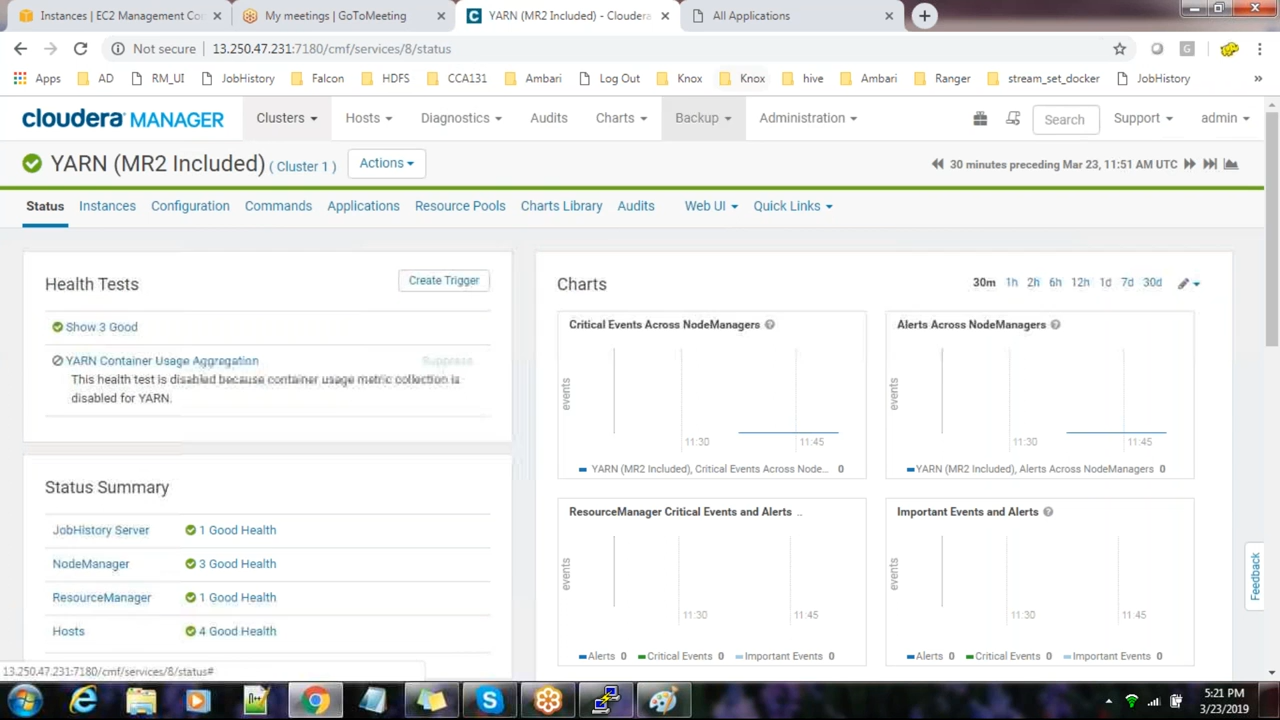 Instances | EC2 Management Co
My meetings | GoToMeeting
YARN (MR2 Included) - Cloudera
All Applications
Not secure | 13.250.47.231:7180/cmf/services/8/status
Apps AD RM_UI JobHistory Falcon HDFS CCA131 Ambari Log Out Knox Knox hive Ambari Ranger stream_set_docker JobHistory »
cloudera MANAGER Clusters Hosts Diagnostics Audits Charts Backup Administration Search Support admin
YARN (MR2 Included) ( Cluster 1 ) Actions 30 minutes preceding Mar 23, 11:51 AM UTC
Status Instances Configuration Commands Applications Resource Pools Charts Library Audits Web UI Quick Links
Health Tests
Create Trigger
Show 3 Good
YARN Container Usage Aggregation Suppress
This health test is disabled because container usage metric collection is
disabled for YARN.
Status Summary
JobHistory Server 1 Good Health
NodeManager 3 Good Health
ResourceManager 1 Good Health
Hosts 4 Good Health
Charts
30m 1h 2h 6h 12h 1d 7d 30d
Critical Events Across NodeManagers
events
11:30 11:45
YARN (MR2 Included), Critical Events Across Node... 0
Alerts Across NodeManagers
events
11:30 11:45
YARN (MR2 Included), Alerts Across NodeManagers 0
ResourceManager Critical Events and Alerts ..
events
11:30 11:45
Alerts 0 Critical Events 0 Important Events 0
Important Events and Alerts
events
11:30 11:45
Alerts 0 Critical Events 0 Important Events 0
Feedback
13.250.47.231:7180/cmf/services/8/status#
5:21 PM
3/23/2019